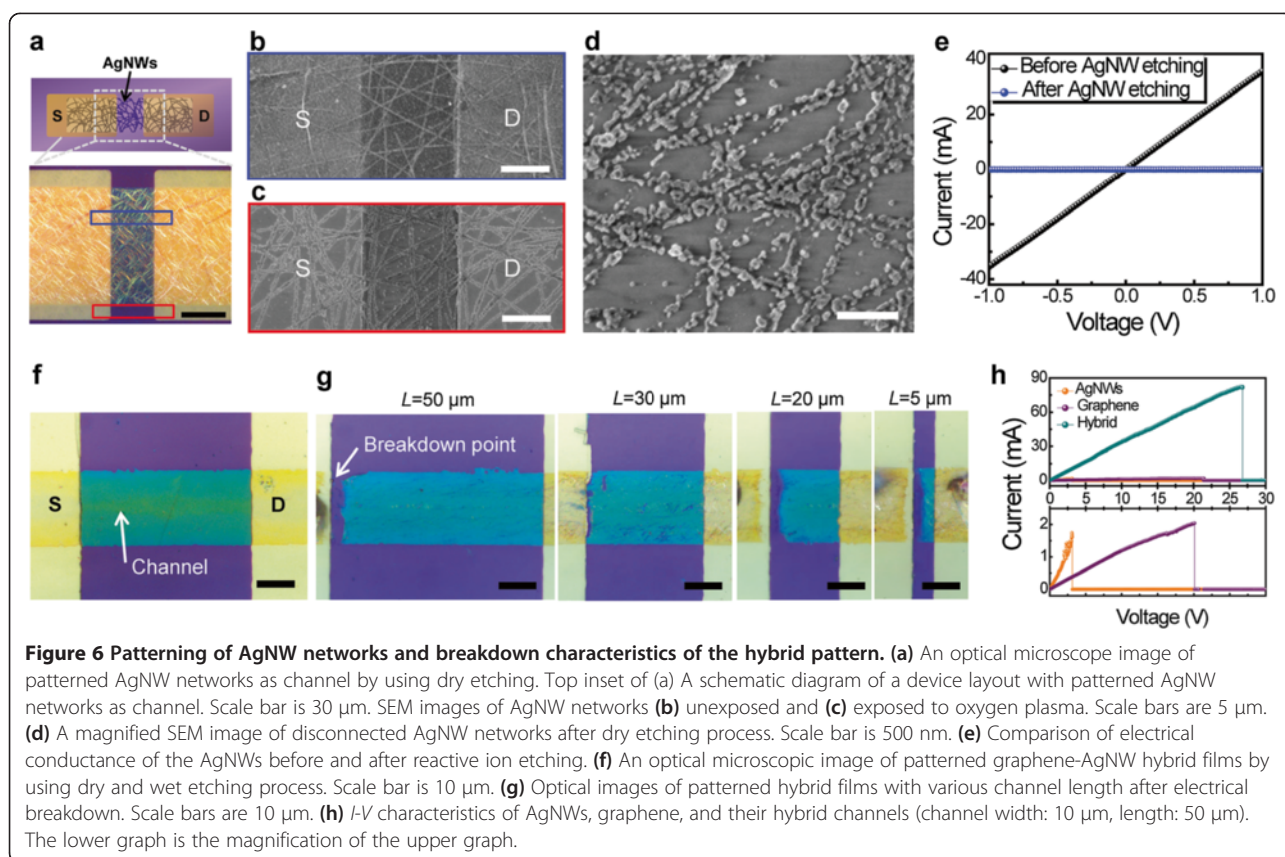 a
AgNWs
S
D
b
S
D
c
S
D
d
e
Before AgNW etching
After AgNW etching
Current (mA)
40
20
0
-20
-40
-1.0
-0.5
0.0
0.5
1.0
Voltage (V)
f
S
D
Channel
g
L=50 µm
L=30 µm
L=20 µm
L=5 µm
Breakdown point
h
AgNWs
Graphene
Hybrid
Current (mA)
90
60
30
0
0 5 10 15 20 25 30
2
1
0
0 5 10 15 20 25 30
Voltage (V)
Figure 6 Patterning of AgNW networks and breakdown characteristics of the hybrid pattern. (a) An optical microscope image of
patterned AgNW networks as channel by using dry etching. Top inset of (a) A schematic diagram of a device layout with patterned AgNW
networks as channel. Scale bar is 30 μm. SEM images of AgNW networks (b) unexposed and (c) exposed to oxygen plasma. Scale bars are 5 μm.
(d) A magnified SEM image of disconnected AgNW networks after dry etching process. Scale bar is 500 nm. (e) Comparison of electrical
conductance of the AgNWs before and after reactive ion etching. (f) An optical microscopic image of patterned graphene-AgNW hybrid films by
using dry and wet etching process. Scale bar is 10 μm. (g) Optical images of patterned hybrid films with various channel length after electrical
breakdown. Scale bars are 10 μm. (h) I-V characteristics of AgNWs, graphene, and their hybrid channels (channel width: 10 μm, length: 50 μm).
The lower graph is the magnification of the upper graph.